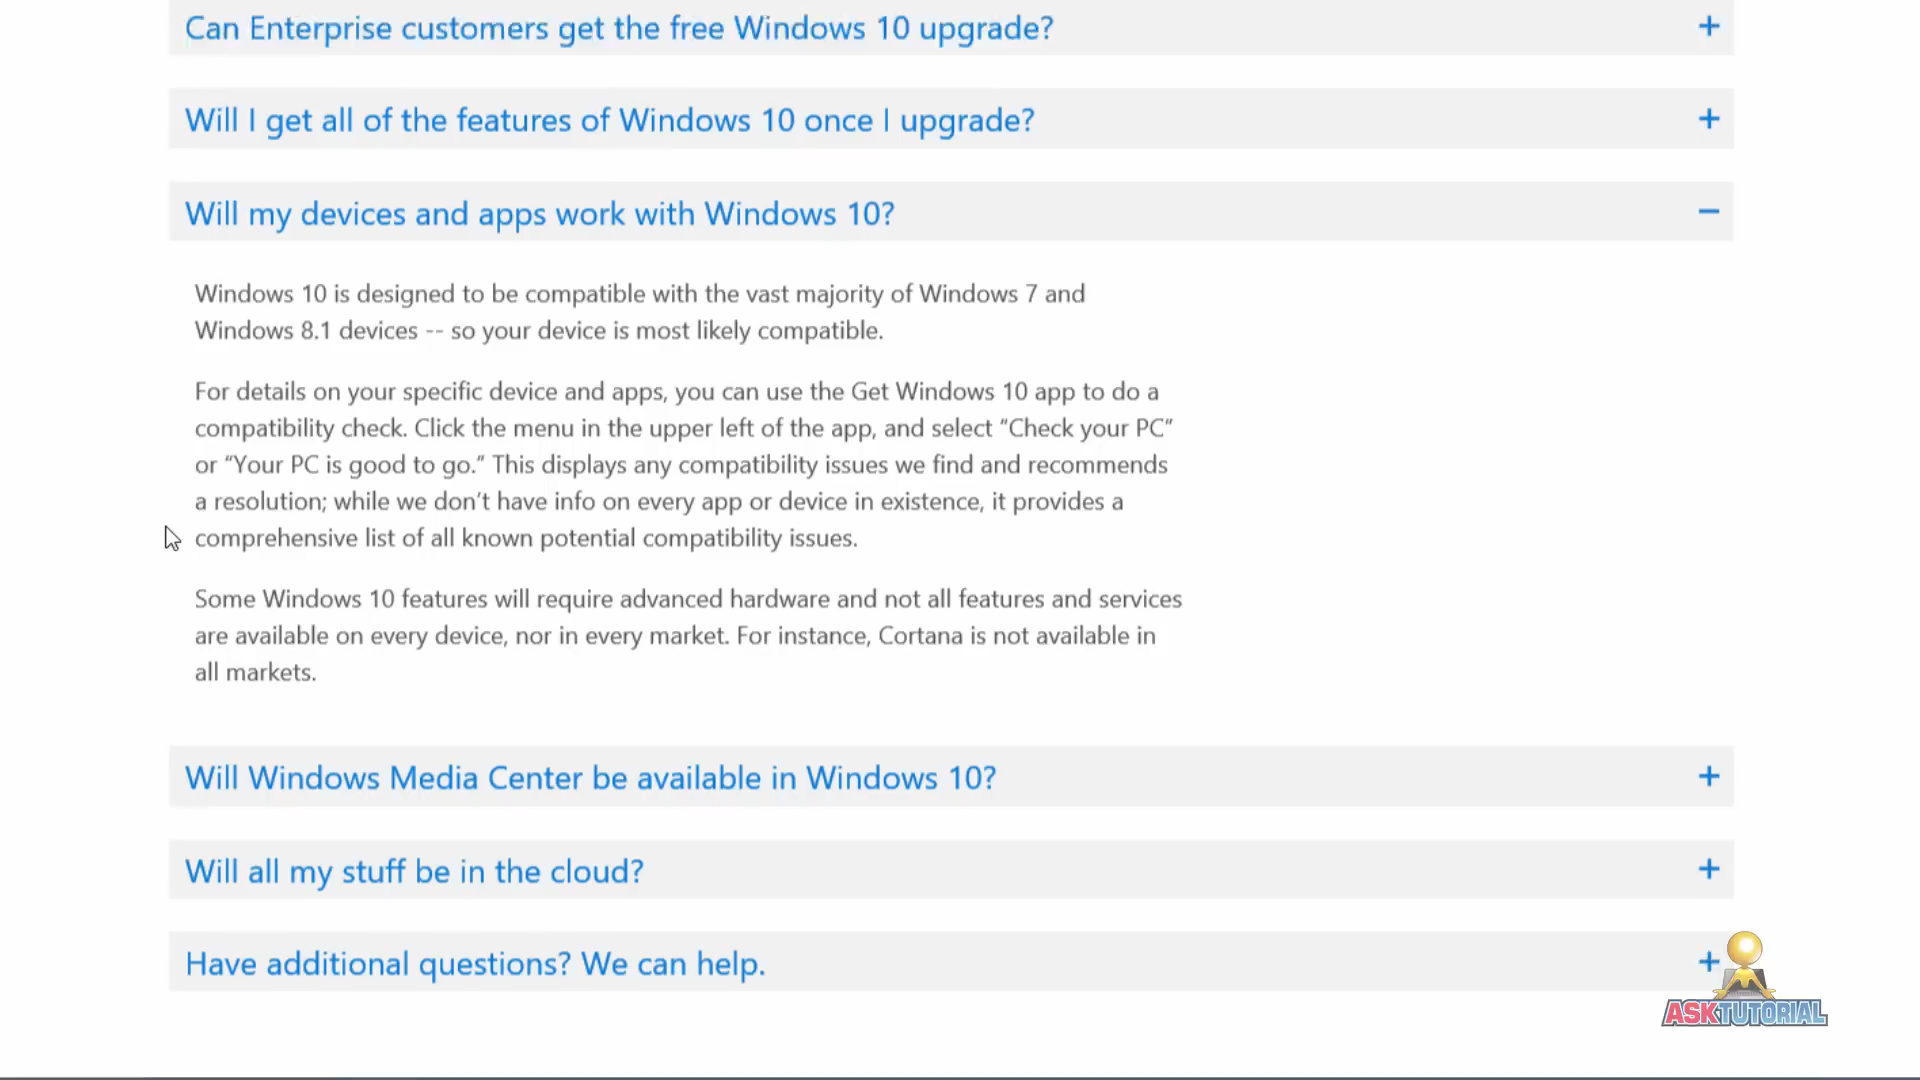 Can Enterprise customers get the free Windows 10 upgrade?
Will I get all of the features of Windows 10 once I upgrade?
Will my devices and apps work with Windows 10?
Windows 10 is designed to be compatible with the vast majority of Windows 7 and
Windows 8.1 devices -- so your device is most likely compatible.
For details on your specific device and apps, you can use the Get Windows 10 app to do a
compatibility check. Click the menu in the upper left of the app, and select “Check your PC”
or “Your PC is good to go.” This displays any compatibility issues we find and recommends
a resolution; while we don’t have info on every app or device in existence, it provides a
comprehensive list of all known potential compatibility issues.
Some Windows 10 features will require advanced hardware and not all features and services
are available on every device, nor in every market. For instance, Cortana is not available in
all markets.
Will Windows Media Center be available in Windows 10?
Will all my stuff be in the cloud?
Have additional questions? We can help.
ASKTUTORIAL